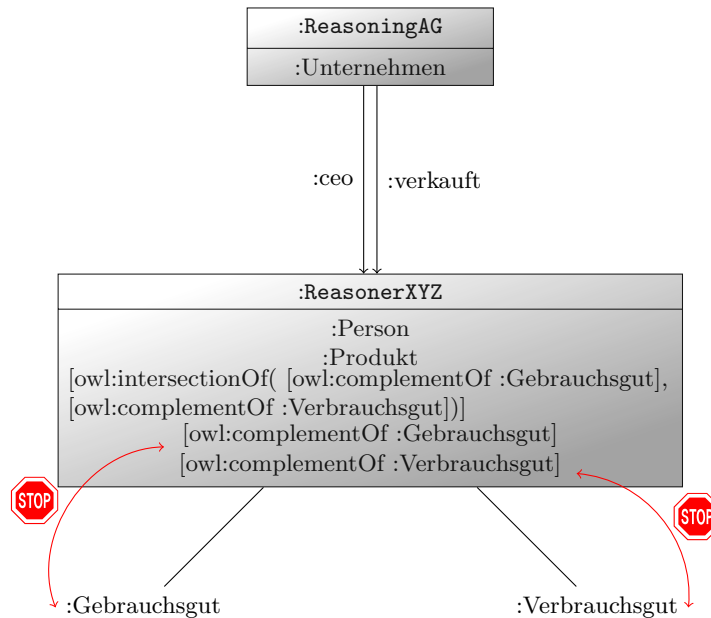 :ReasoningAG
:Unternehmen
:ceo
:verkauft
:ReasonerXYZ
:Person
:Produkt
[owl:intersectionOf( [owl:complementOf :Gebrauchsgut],
[owl:complementOf :Verbrauchsgut])]
[owl:complementOf :Gebrauchsgut]
[owl:complementOf :Verbrauchsgut]
STOP
STOP
:Gebrauchsgut
:Verbrauchsgut